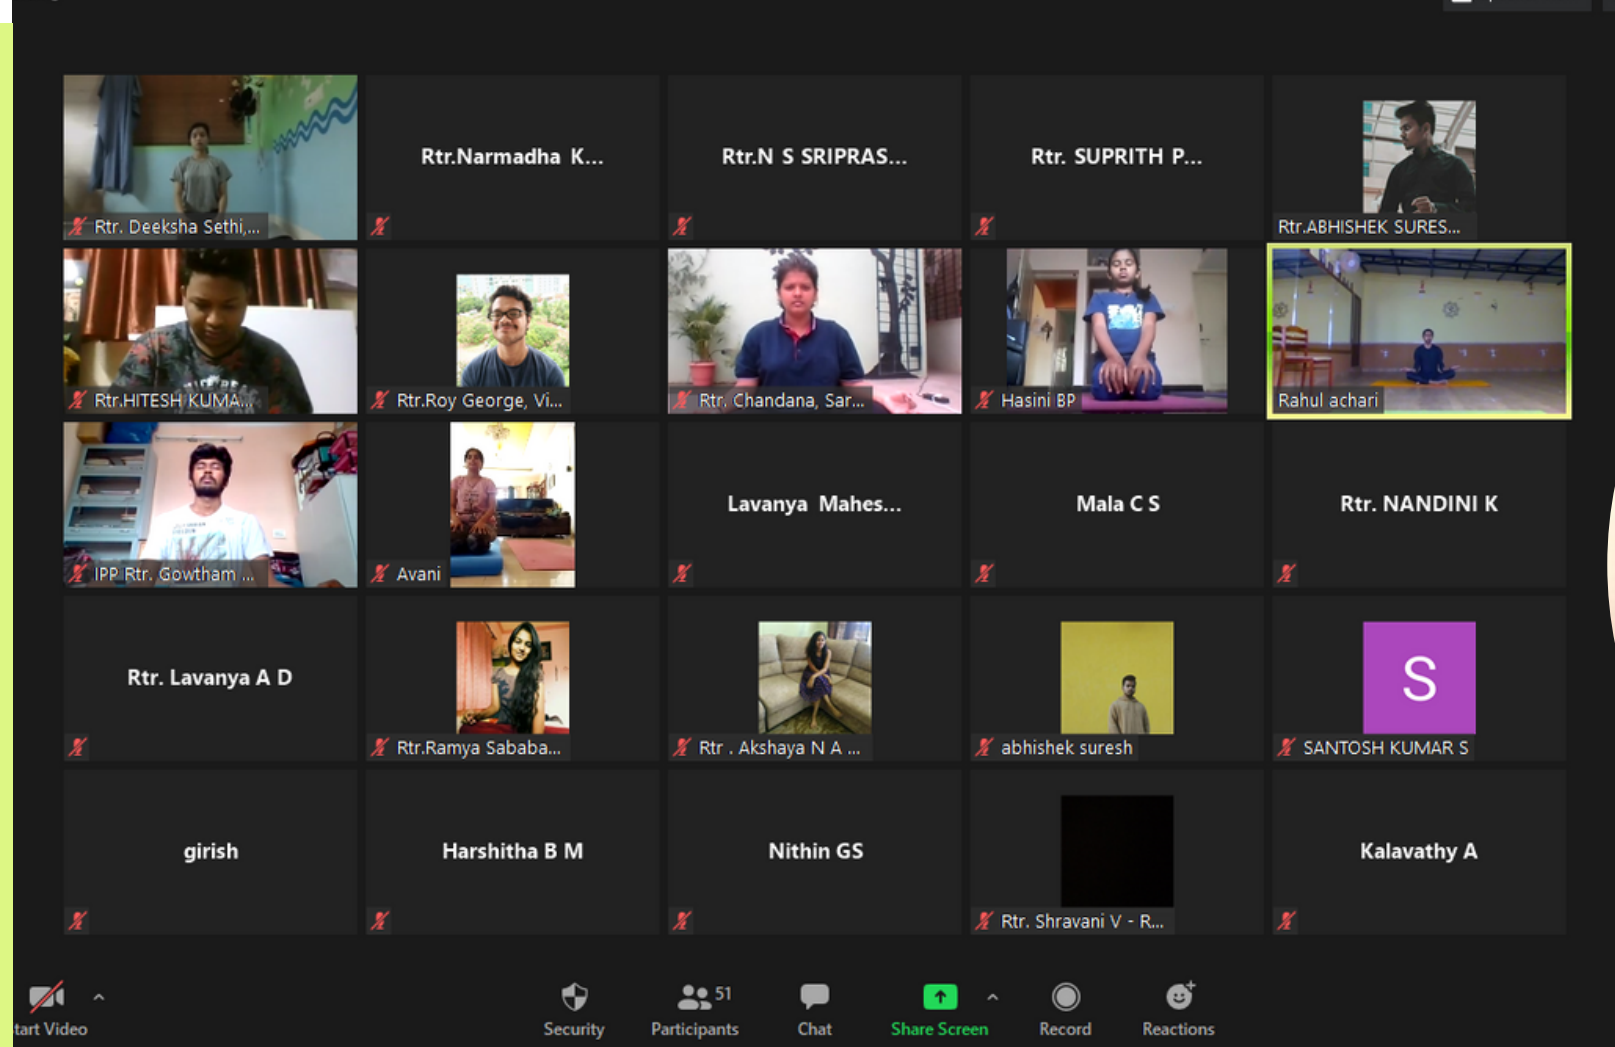 Rtr. Deeksha Sethi,...
Rtr.Narmadha K...
Rtr.N S SRIPRAS...
Rtr. SUPRITH P...
Rtr.ABHISHEK SURES...
Rtr.HITESH KUMA...
Rtr.Roy George, Vi...
Rtr. Chandana, Sar...
Hasini BP
Rahul achari
IPP Rtr. Gowtham ...
Avani
Lavanya Mahes...
Mala C S
Rtr. NANDINI K
Rtr. Lavanya A D
Rtr.Ramya Sababa...
Rtr . Akshaya N A ...
abhishek suresh
S
SANTOSH KUMAR S
girish
Harshitha B M
Nithin GS
Rtr. Shravani V - R...
Kalavathy A
tart Video
Security
51
Participants
Chat
Share Screen
Record
Reactions